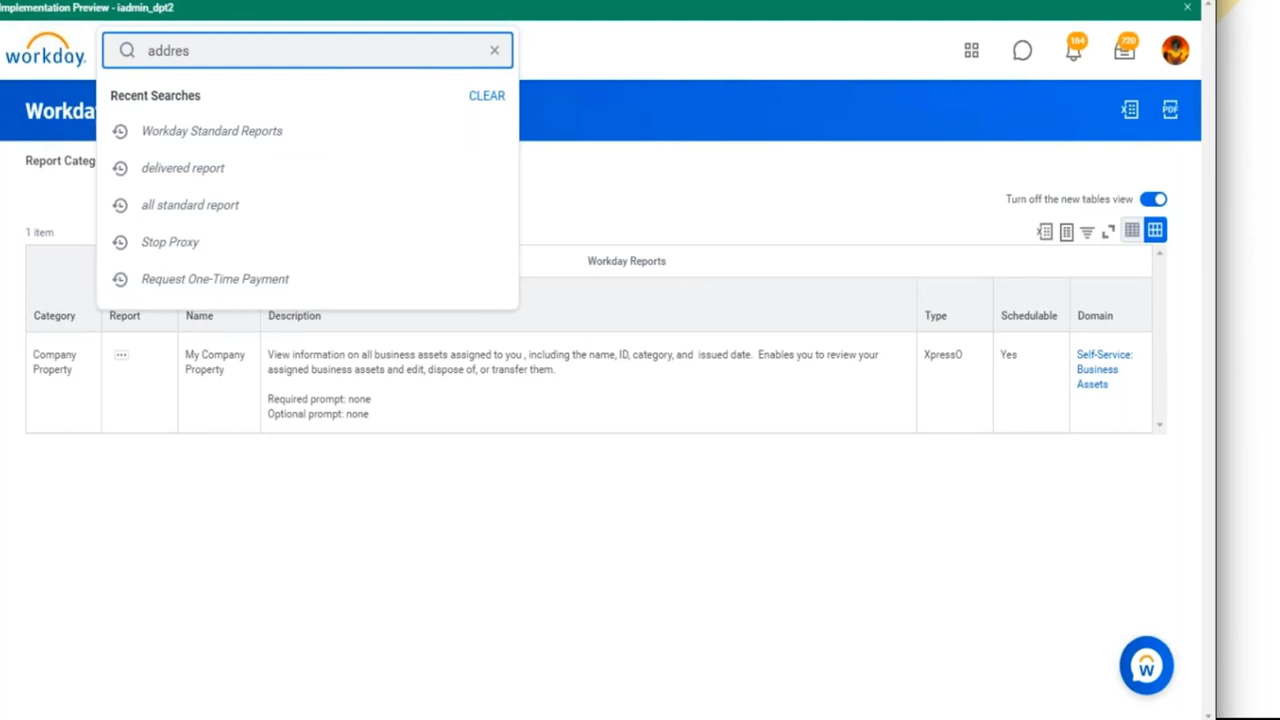 Implementation Preview - iadmin_dpt2
workday.
addres
164
720
Recent Searches
CLEAR
Workday Standard Reports
delivered report
all standard report
Stop Proxy
Request One-Time Payment
Workda
PDF
Report Categ
Turn off the new tables view
1 item
Workday Reports
Category
Report
Name
Description
Type
Schedulable
Domain
Company
Property
My Company
Property
View information on all business assets assigned to you , including the name, ID, category, and issued date. Enables you to review your
assigned business assets and edit, dispose of, or transfer them.
Required prompt: none
Optional prompt: none
XpressO
Yes
Self-Service:
Business
Assets
W